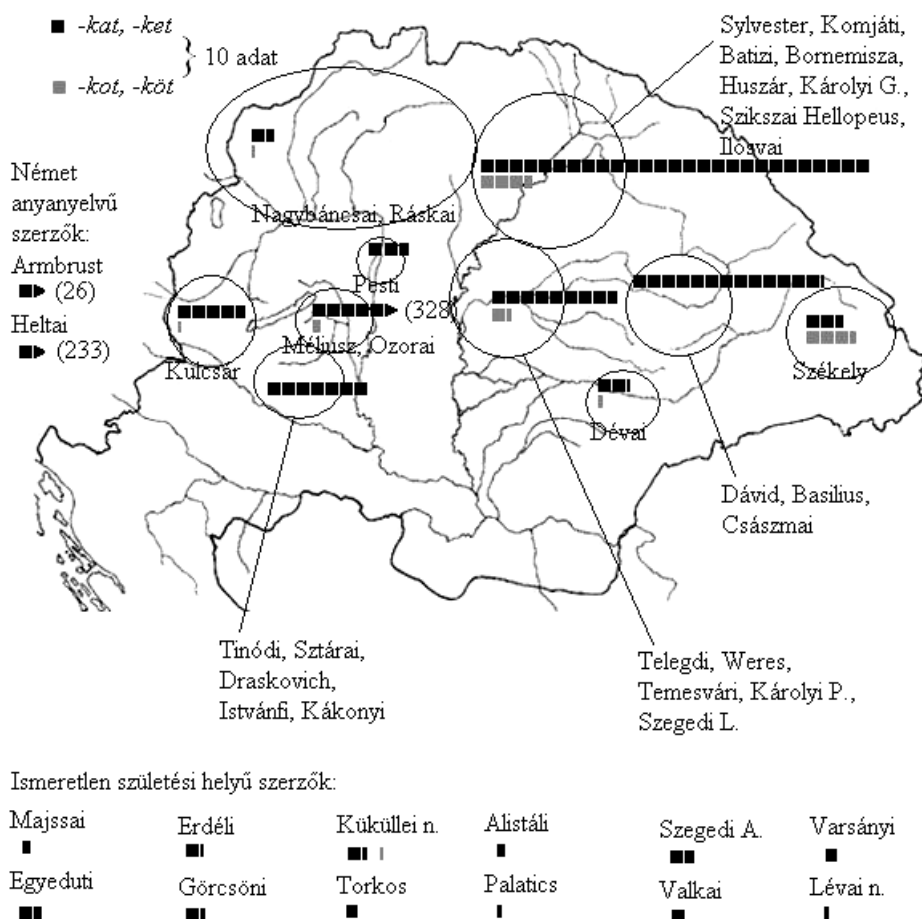 -kat, -ket
10 adat
-kot, -köt
Sylvester, Komjáti,
Batizi, Bornemisza,
Huszár, Károlyi G.,
Szikszai Hellopeus,
Ilosvai
Német
anyanyelvű
szerzők:
Armbrust
(26)
Heltai
(233)
Nagybáncsai, Ráskai
Pesti
(328)
Méliusz, Ozorai
Kulcsár
Székely
Dévai
Dávid, Basilius,
Császmai
Tinódi, Sztárai,
Draskovich,
Istvánfi, Kákonyi
Telegdi, Weres,
Temesvári, Károlyi P.,
Szegedi L.
Ismeretlen születési helyű szerzők:
Majssai Erdéli Küküllei n. Alistáli Szegedi A. Varsányi
Egyeduti Görcsöni Torkos Palatics Valkai Lévai n.